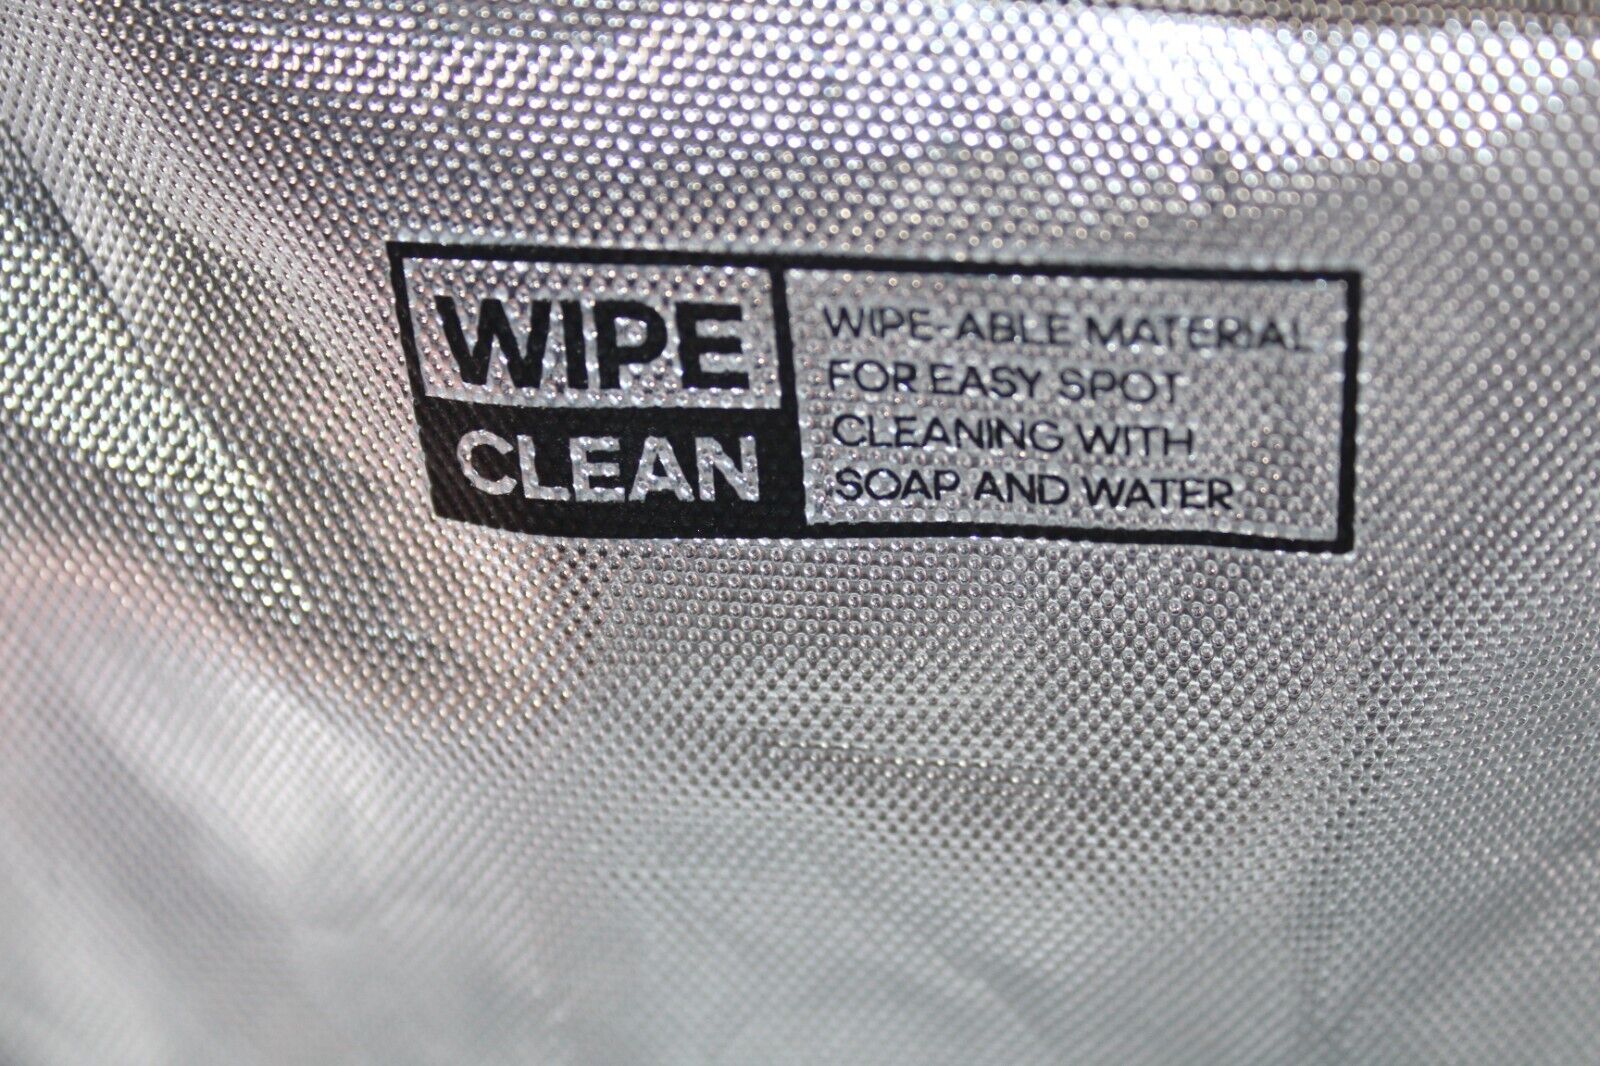 WIPE
CLEAN
WIPE-ABLE MATERIAL
FOR EASY SPOT
CLEANING WITH
SOAP AND WATER